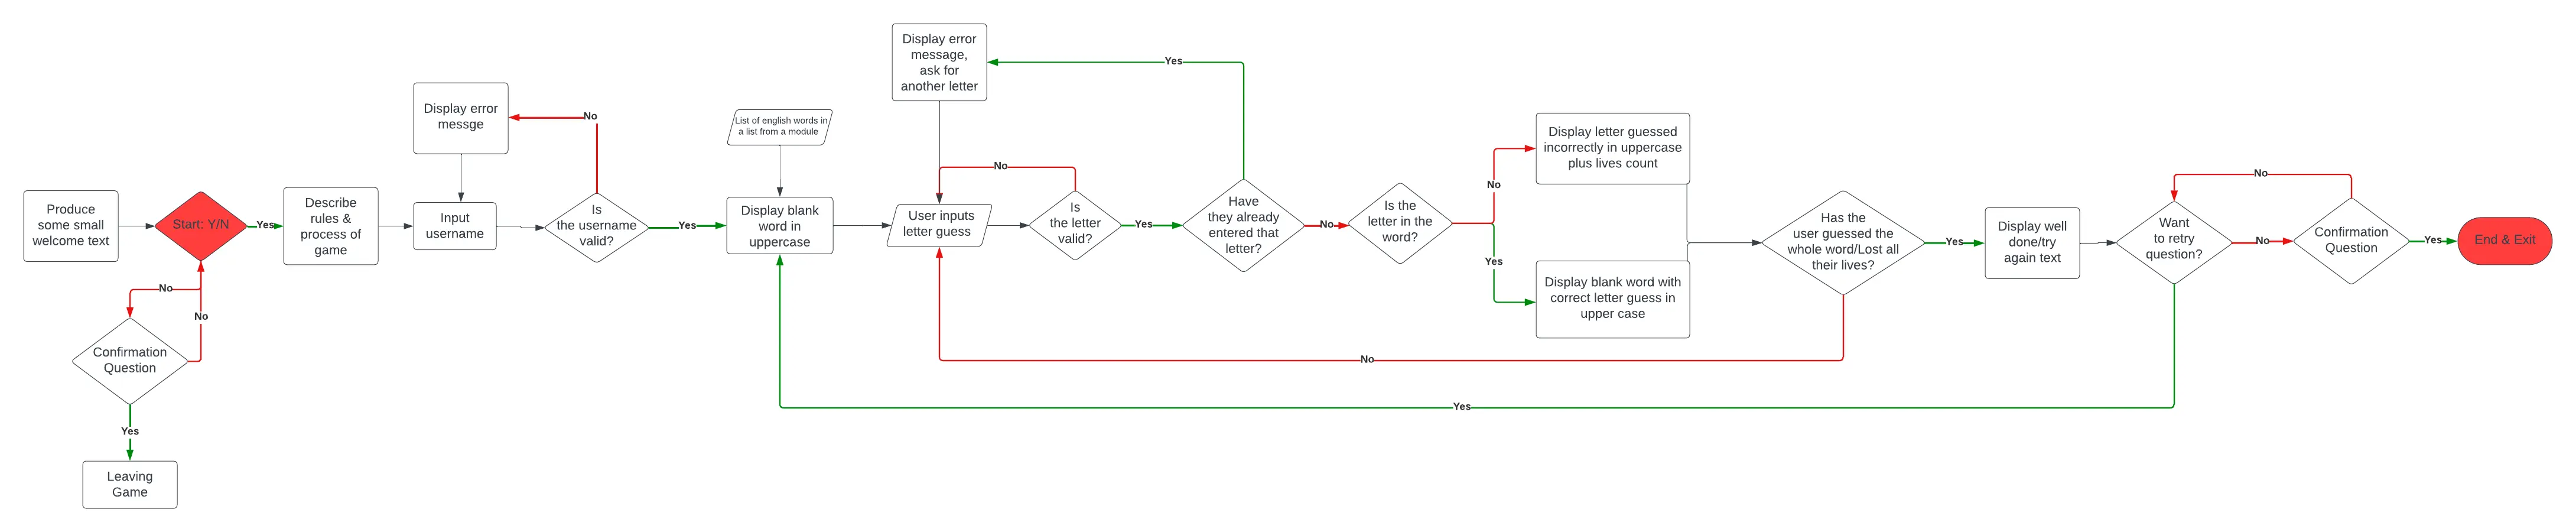 Produce
some small
welcome text
Start: Y/N
Yes
No
No
Confirmation
Question
Yes
Leaving
Game
Describe
rules &
process of
game
Display error
messge
Input
username
No
Is
the username
valid?
Yes
List of english words in
a list from a module
Display blank
word in
uppercase
Display error
message,
ask for
another letter
User inputs
letter guess
No
Is
the letter
valid?
Yes
Yes
Have
they already
entered that
letter?
No
Is the
letter in the
word?
No
Yes
Display letter guessed
incorrectly in uppercase
plus lives count
Display blank word with
correct letter guess in
upper case
Has the
user guessed the
whole word/Lost all
their lives?
No
Yes
Display well
done/try
again text
Want
to retry
question?
Yes
No
No
Confirmation
Question
Yes
End & Exit